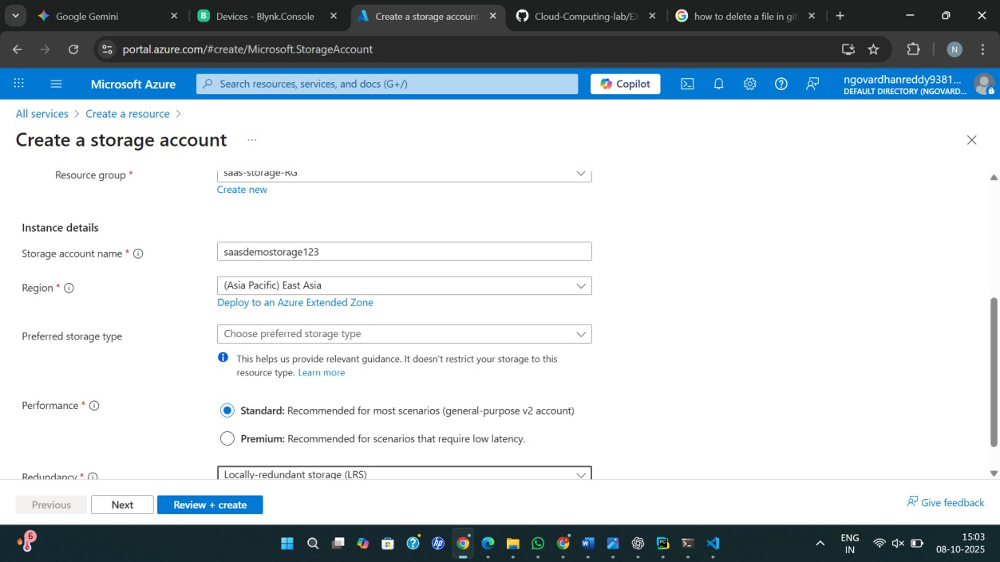 Google Gemini
Devices - Blynk.Console
Create a storage account
Cloud-Computing-lab/EX
how to delete a file in git
portal.azure.com/#create/Microsoft.StorageAccount
N
Microsoft Azure
Search resources, services, and docs (G+/)
Copilot
ngovardhanreddy9381...
DEFAULT DIRECTORY (NGOVARD...
All services > Create a resource >
Create a storage account ...
Resource group *
saas-storage-RG
Create new
Instance details
Storage account name *
saasdemostorage123
Region *
(Asia Pacific) East Asia
Deploy to an Azure Extended Zone
Preferred storage type
Choose preferred storage type
This helps us provide relevant guidance. It doesn't restrict your storage to this
resource type. Learn more
Performance *
Standard: Recommended for most scenarios (general-purpose v2 account)
Premium: Recommended for scenarios that require low latency.
Redundancy *
Locally-redundant storage (LRS)
Previous
Next
Review + create
Give feedback
6
ENG
IN
15:03
08-10-2025